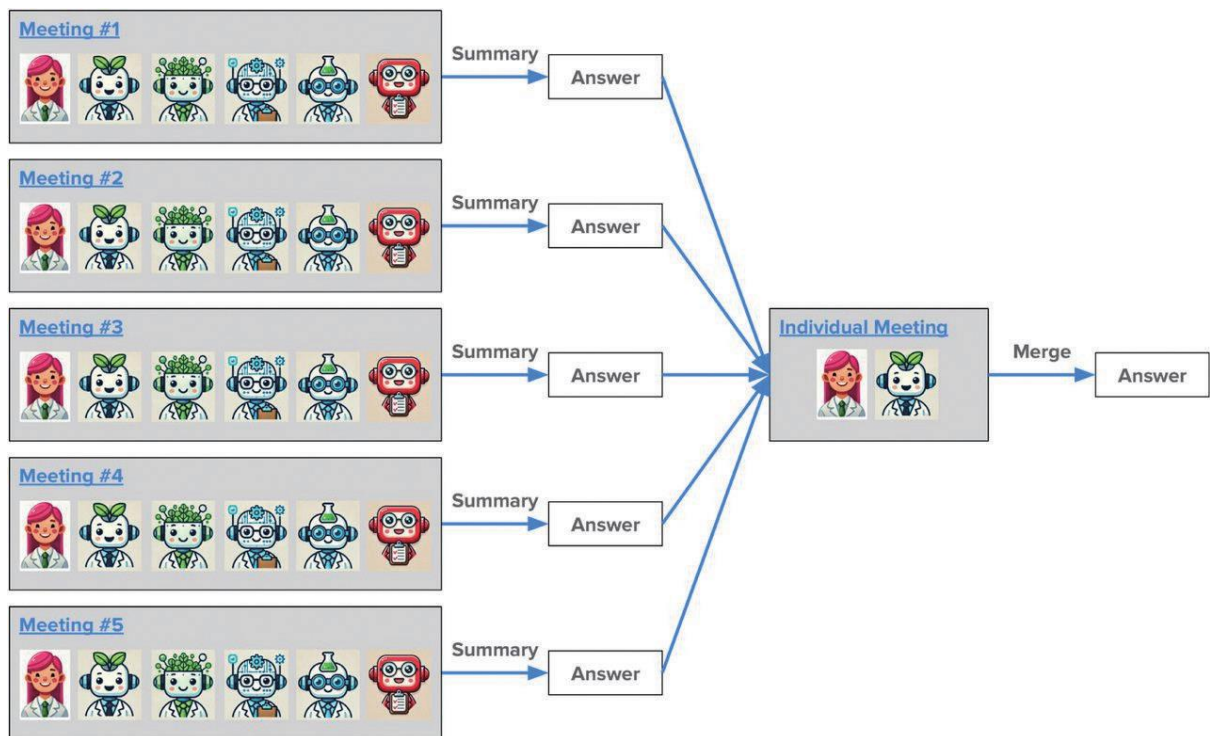 Meeting #1
Summary
Answer
Meeting #2
Summary
Answer
Meeting #3
Summary
Answer
Individual Meeting
Merge
Answer
Meeting #4
Summary
Answer
Meeting #5
Summary
Answer